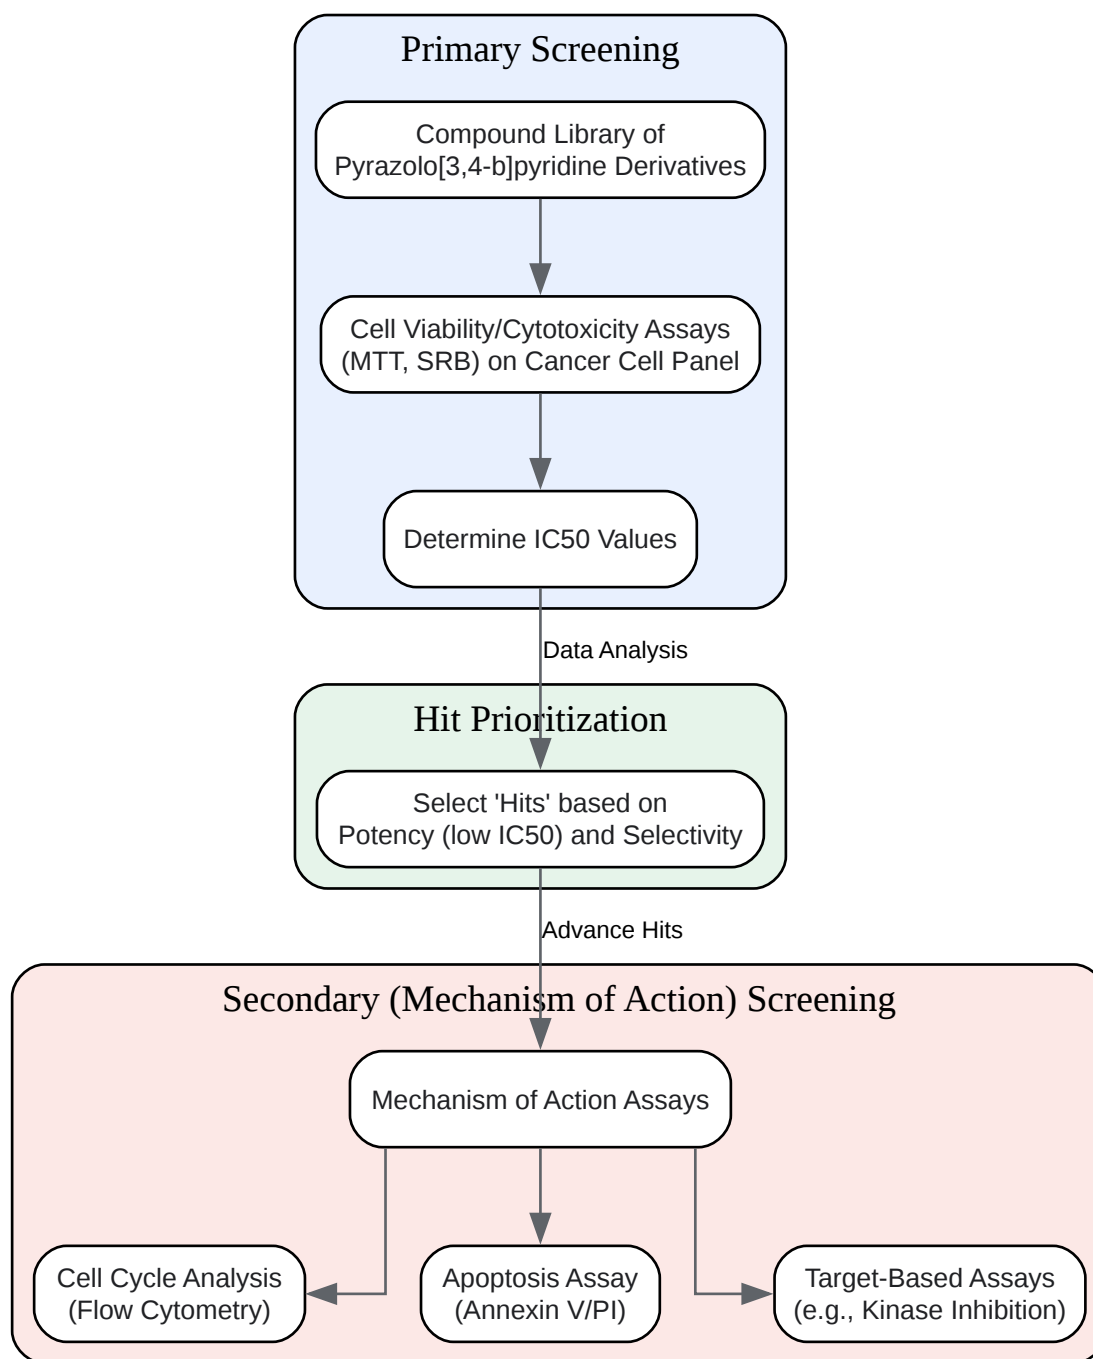 Primary Screening
Compound Library of
Pyrazolo[3,4-b]pyridine Derivatives
Cell Viability/Cytotoxicity Assays
(MTT, SRB) on Cancer Cell Panel
Determine IC50 Values
Data Analysis
Hit Prioritization
Select 'Hits' based on
Potency (low IC50) and Selectivity
Advance Hits
Secondary (Mechanism of Action) Screening
Mechanism of Action Assays
Cell Cycle Analysis
(Flow Cytometry)
Apoptosis Assay
(Annexin V/PI)
Target-Based Assays
(e.g., Kinase Inhibition)